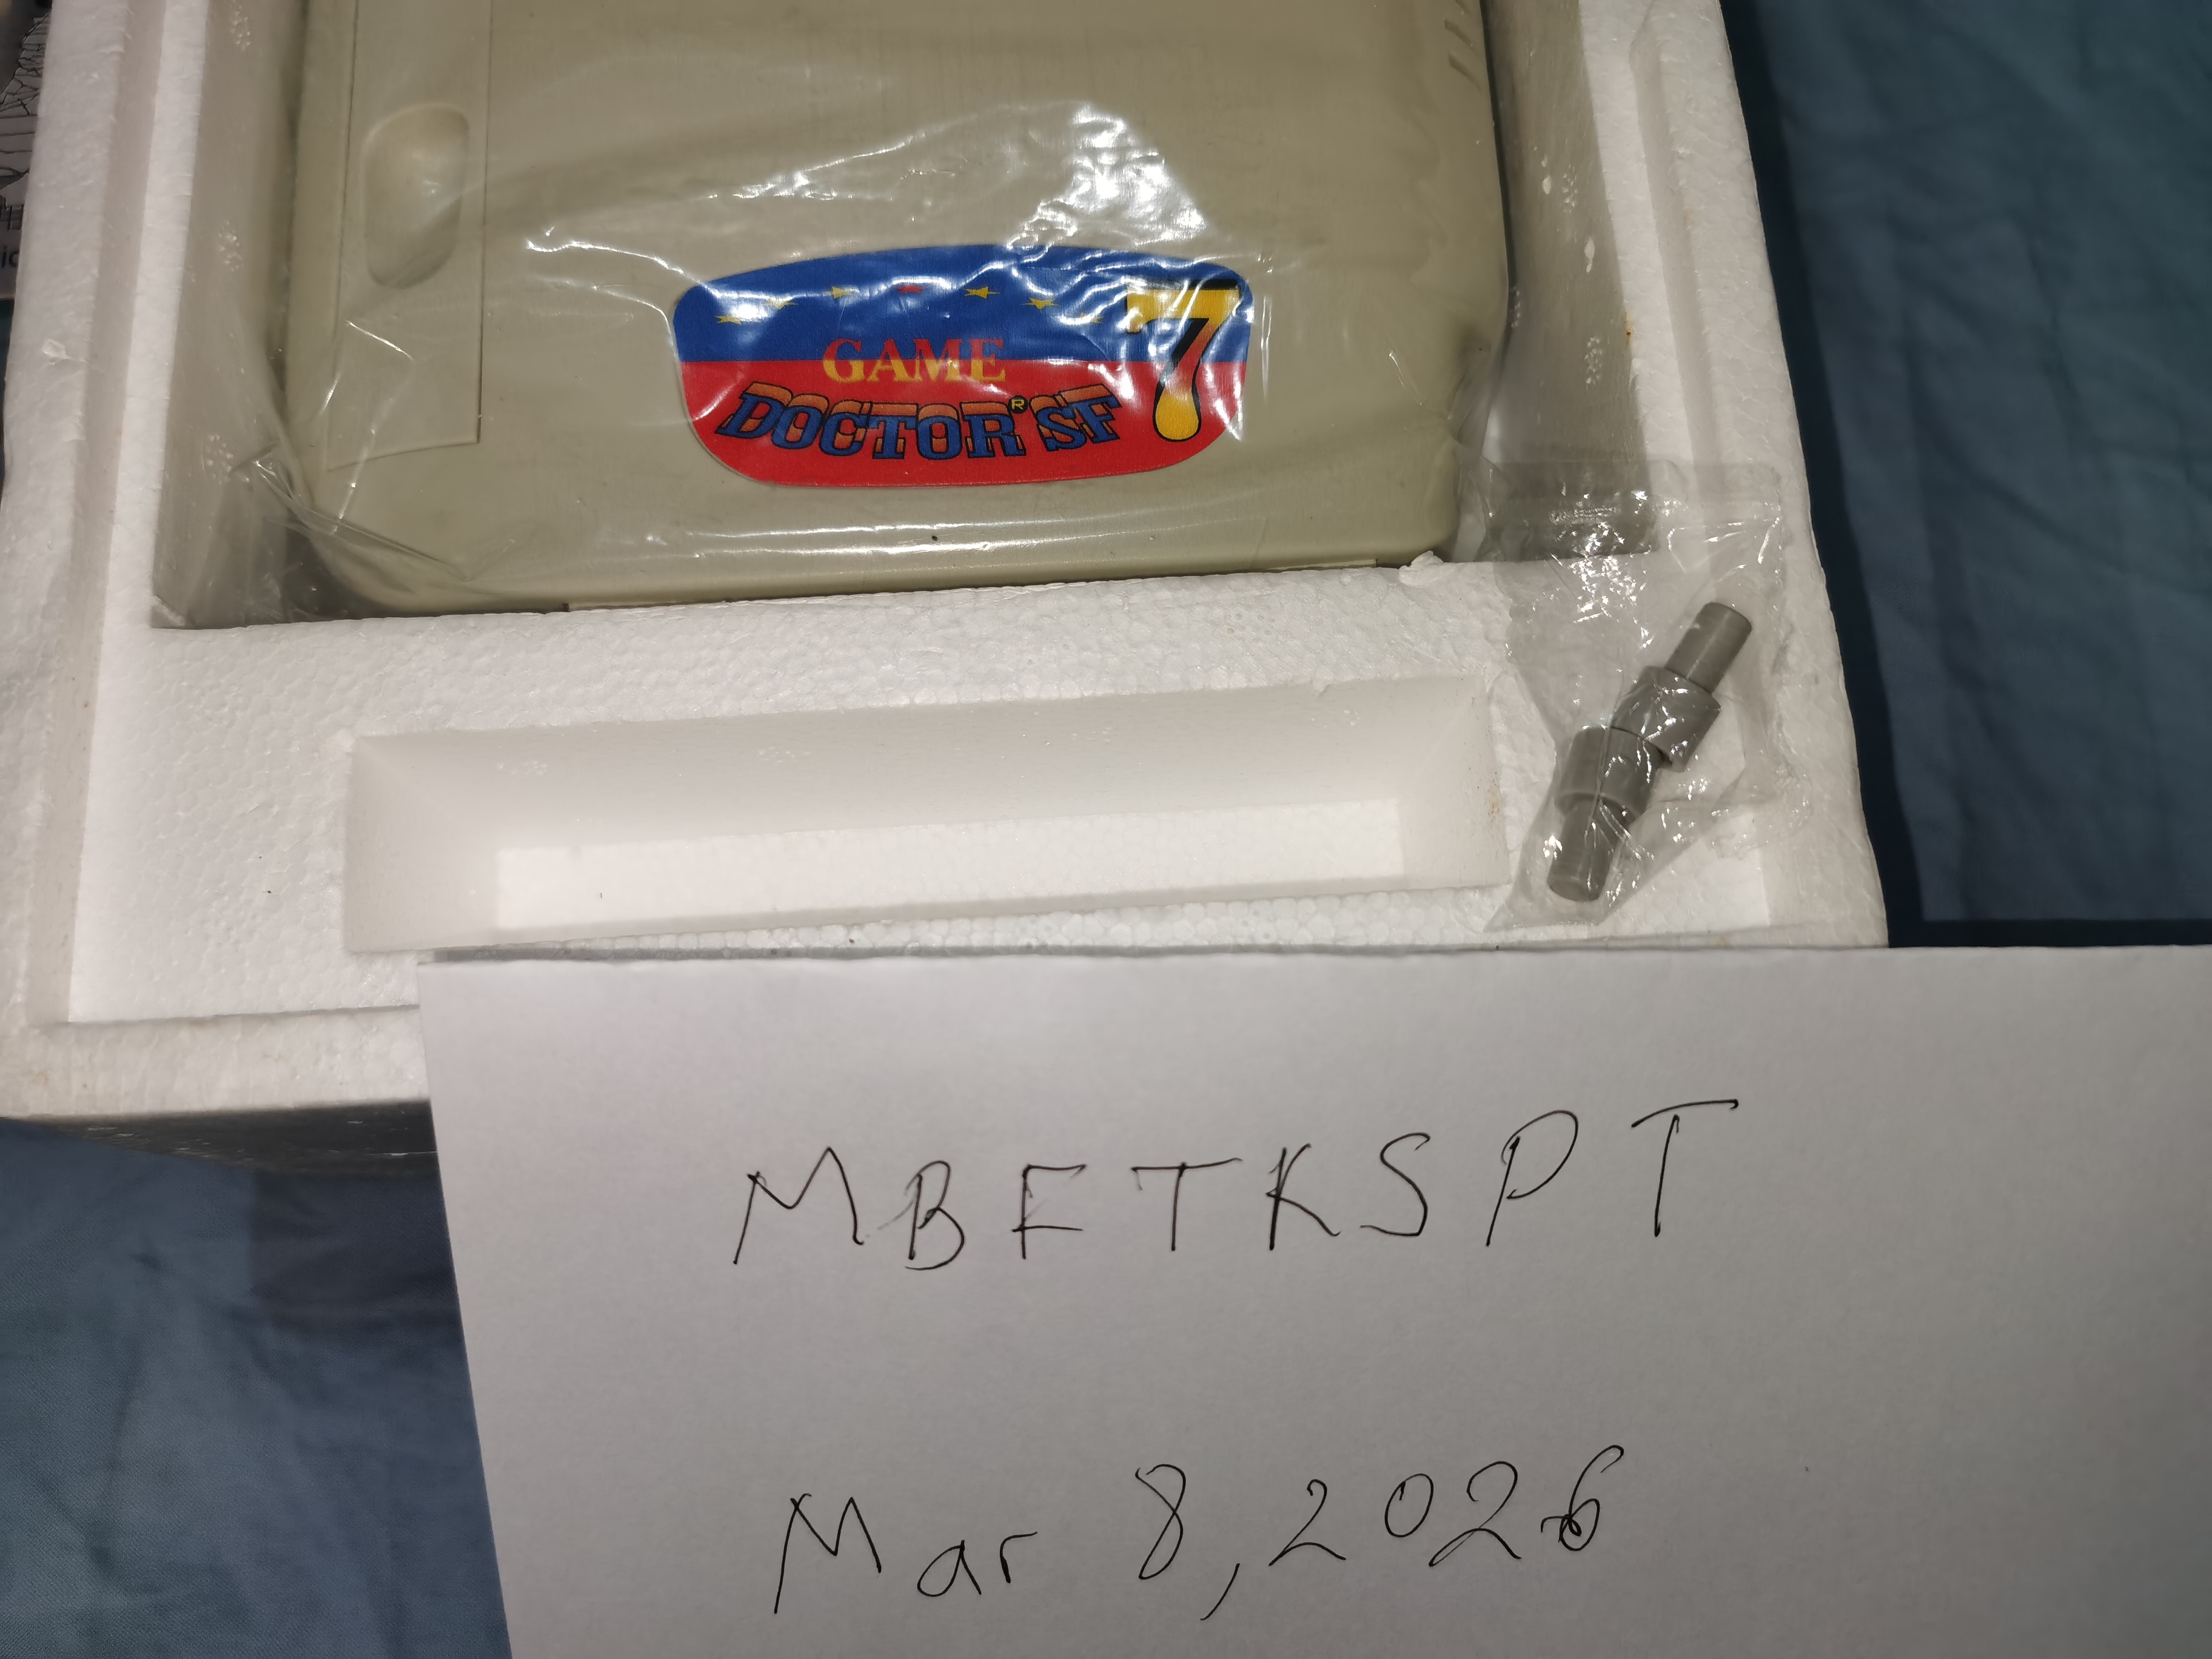 GAME
DOCTOR® SF 7
MBFTKSPT
Mar 8, 2026